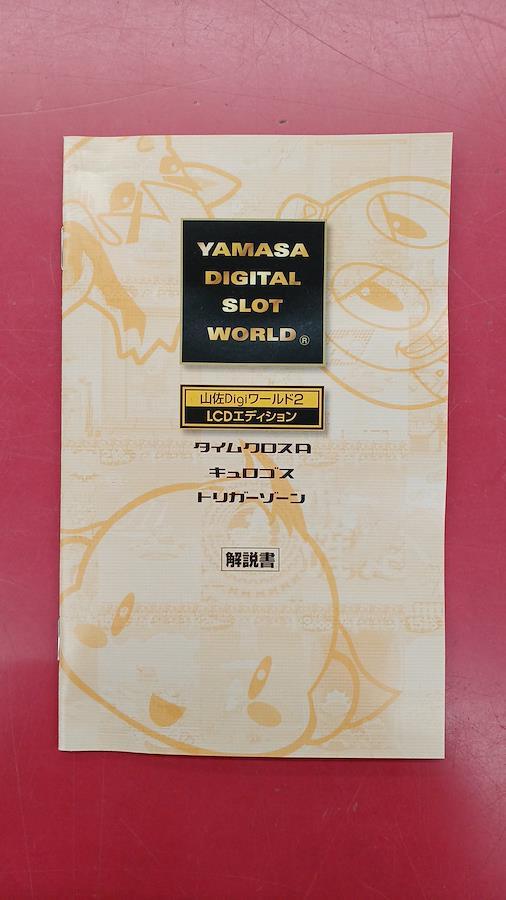 YAMASA
DIGITAL
SLOT
WORLD®
山佐Digiワールド2
LCDエディション
タイムクロスA
キュロゴス
トリガーゾーン
解説書